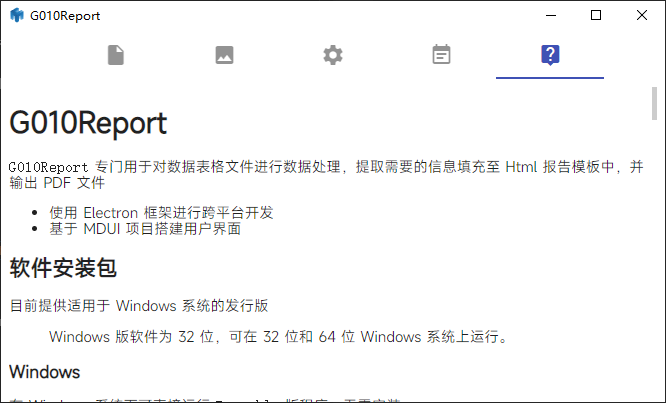 G010Report
G010Report
G010Report 专门用于对数据表格文件进行数据处理，提取需要的信息填充至 Html 报告模板中，并
输出 PDF 文件
使用 Electron 框架进行跨平台开发
基于 MDUI 项目搭建用户界面
软件安装包
目前提供适用于 Windows 系统的发行版
Windows 版软件为 32 位，可在 32 位和 64 位 Windows 系统上运行。
Windows